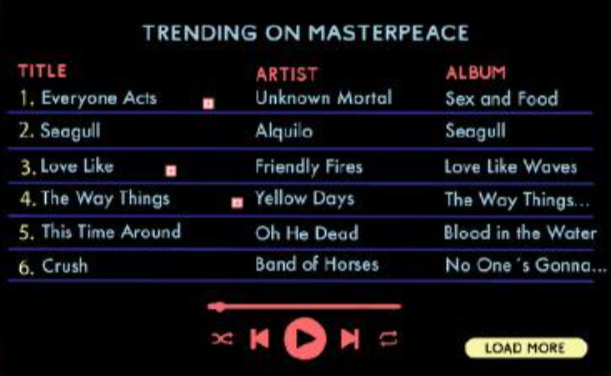 TRENDING ON MASTERPEACE
TITLE ARTIST ALBUM
1. Everyone Acts Unknown Mortal Sex and Food
2. Seagull Alquilo Seagull
3. Love Like Friendly Fires Love Like Waves
4. The Way Things Yellow Days The Way Things...
5. This Time Around Oh He Dead Blood in the Water
6. Crush Band of Horses No One's Gonna...
LOAD MORE